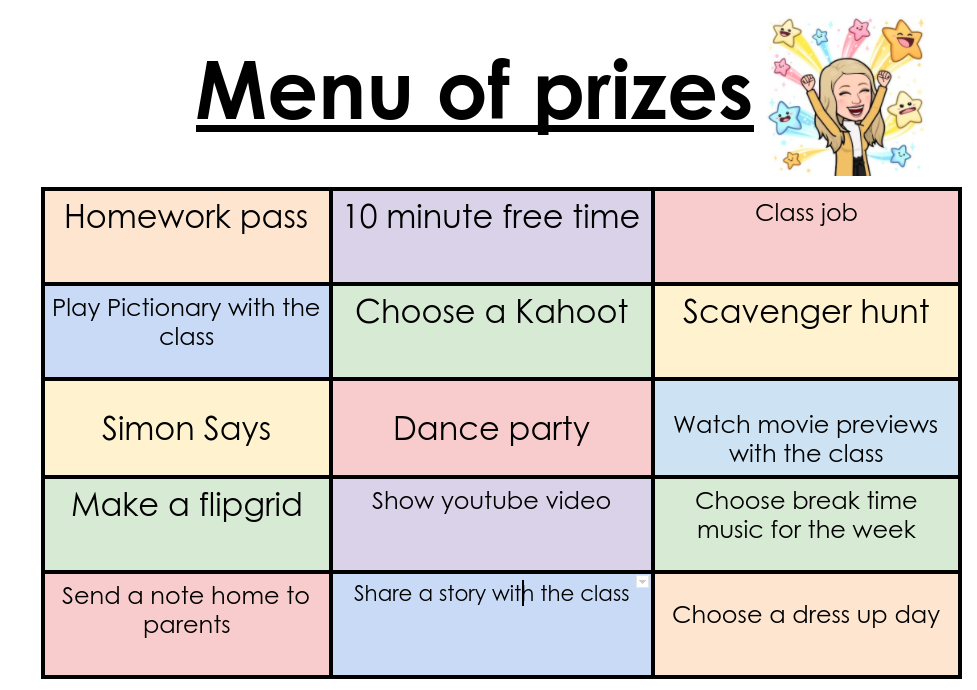 Menu of prizes
Homework pass
10 minute free time
Class job
Play Pictionary with the
class
Choose a Kahoot
Scavenger hunt
Simon Says
Dance party
Watch movie previews
with the class
Make a flipgrid
Show youtube video
Choose break time
music for the week
Send a note home to
parents
Share a story with the class
Choose a dress up day